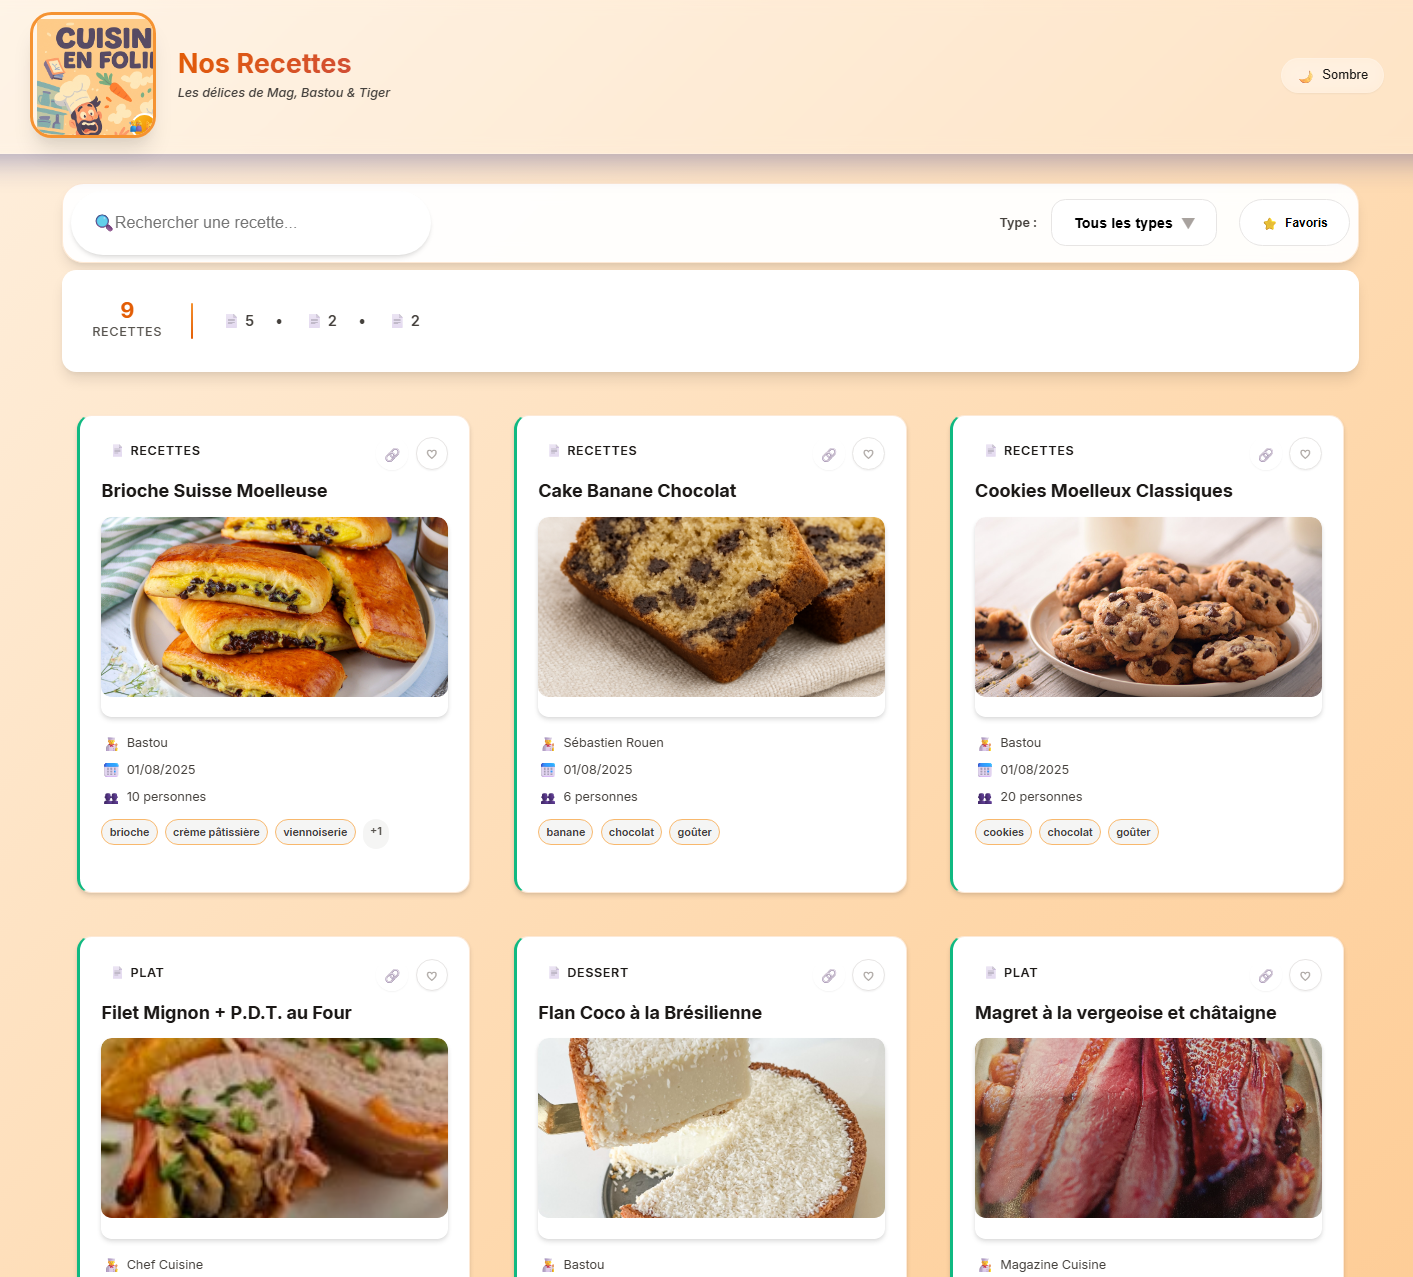 CUISIN
EN FOLI
Nos Recettes
Les délices de Mag, Bastou & Tiger
Sombre
Rechercher une recette...
Type :
Tous les types
Favoris
9
RECETTES
5 • 2 • 2
RECETTES
Brioche Suisse Moelleuse
Bastou
01/08/2025
10 personnes
brioche crème pâtissière viennoiserie +1
RECETTES
Cake Banane Chocolat
Sébastien Rouen
01/08/2025
6 personnes
banane chocolat goûter
RECETTES
Cookies Moelleux Classiques
Bastou
01/08/2025
20 personnes
cookies chocolat goûter
PLAT
Filet Mignon + P.D.T. au Four
Chef Cuisine
DESSERT
Flan Coco à la Brésilienne
Bastou
PLAT
Magret à la vergeoise et châtaigne
Magazine Cuisine